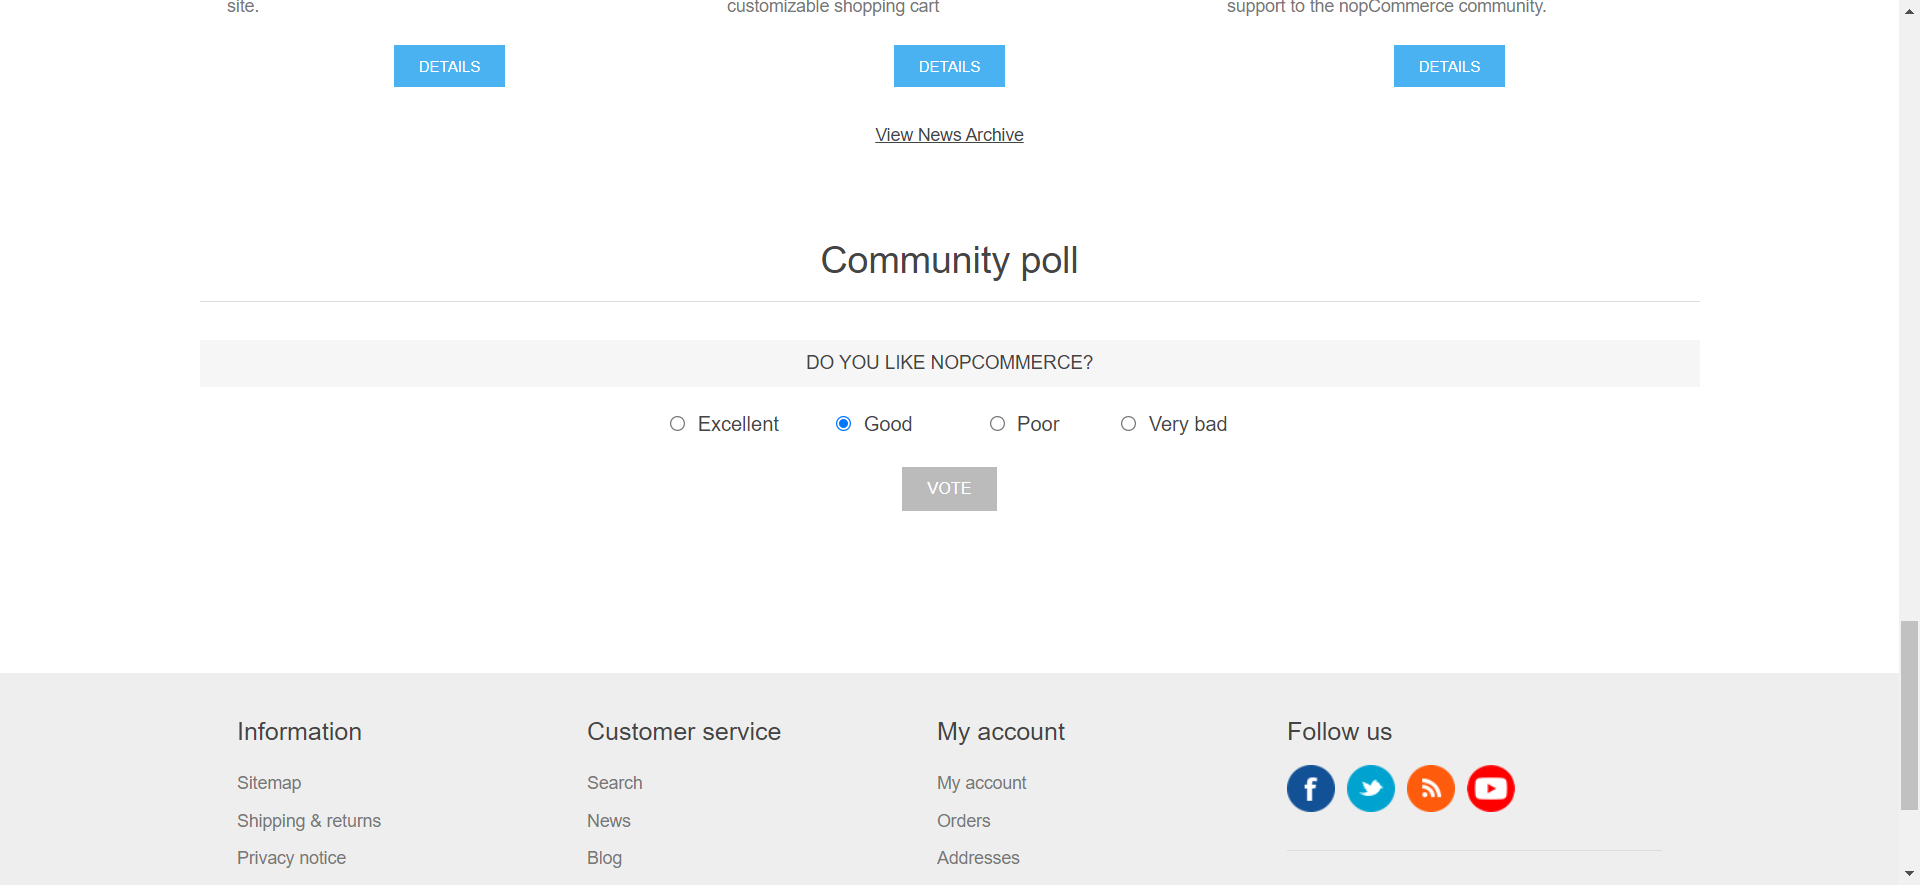 site.
customizable shopping cart
support to the nopCommerce community.
DETAILS
DETAILS
DETAILS
View News Archive
Community poll
DO YOU LIKE NOPCOMMERCE?
Excellent
Good
Poor
Very bad
VOTE
Information
Sitemap
Shipping & returns
Privacy notice
Customer service
Search
News
Blog
My account
My account
Orders
Addresses
Follow us